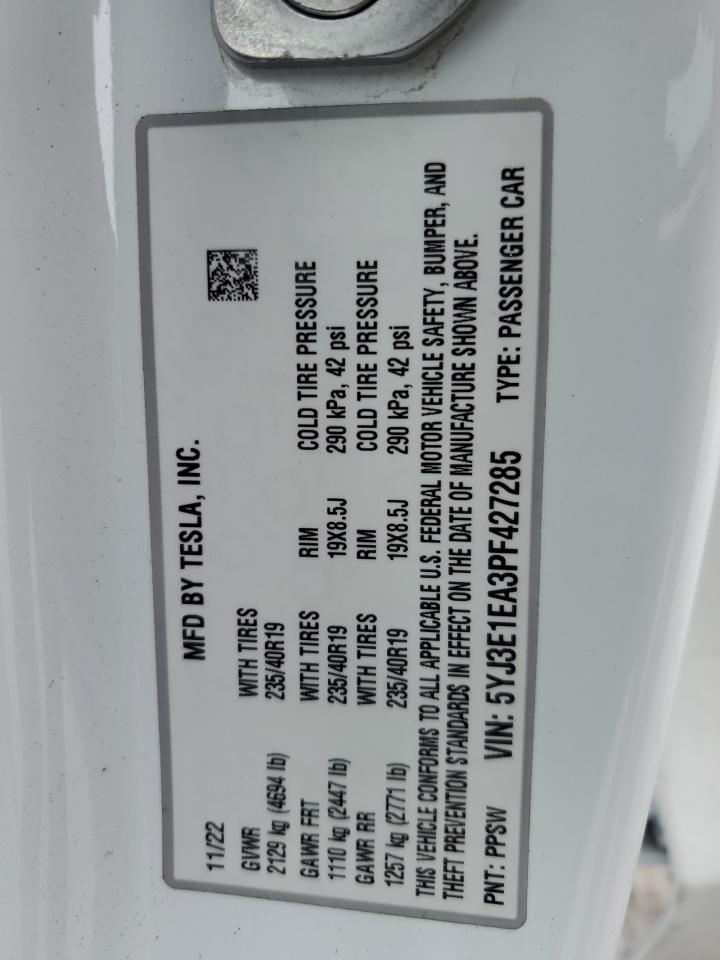 MFD BY TESLA, INC.
11/22
GVWR WITH TIRES
2129 kg (4694 lb) 235/40R19
GAWR FRT WITH TIRES RIM COLD TIRE PRESSURE
1110 kg (2447 lb) 235/40R19 19X8.5J 290 kPa, 42 psi
GAWR RR WITH TIRES RIM COLD TIRE PRESSURE
1257 kg (2771 lb) 235/40R19 19X8.5J 290 kPa, 42 psi
THIS VEHICLE CONFORMS TO ALL APPLICABLE U.S. FEDERAL MOTOR VEHICLE SAFETY, BUMPER, AND
THEFT PREVENTION STANDARDS IN EFFECT ON THE DATE OF MANUFACTURE SHOWN ABOVE.
PNT: PPSW VIN: 5YJ3E1EA3PF427285 TYPE: PASSENGER CAR